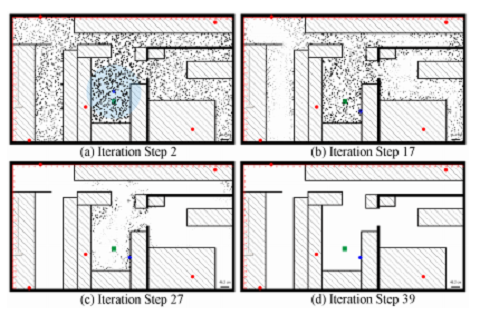 (a) Iteration Step 2
(b) Iteration Step 17
(c) Iteration Step 27
(d) Iteration Step 39